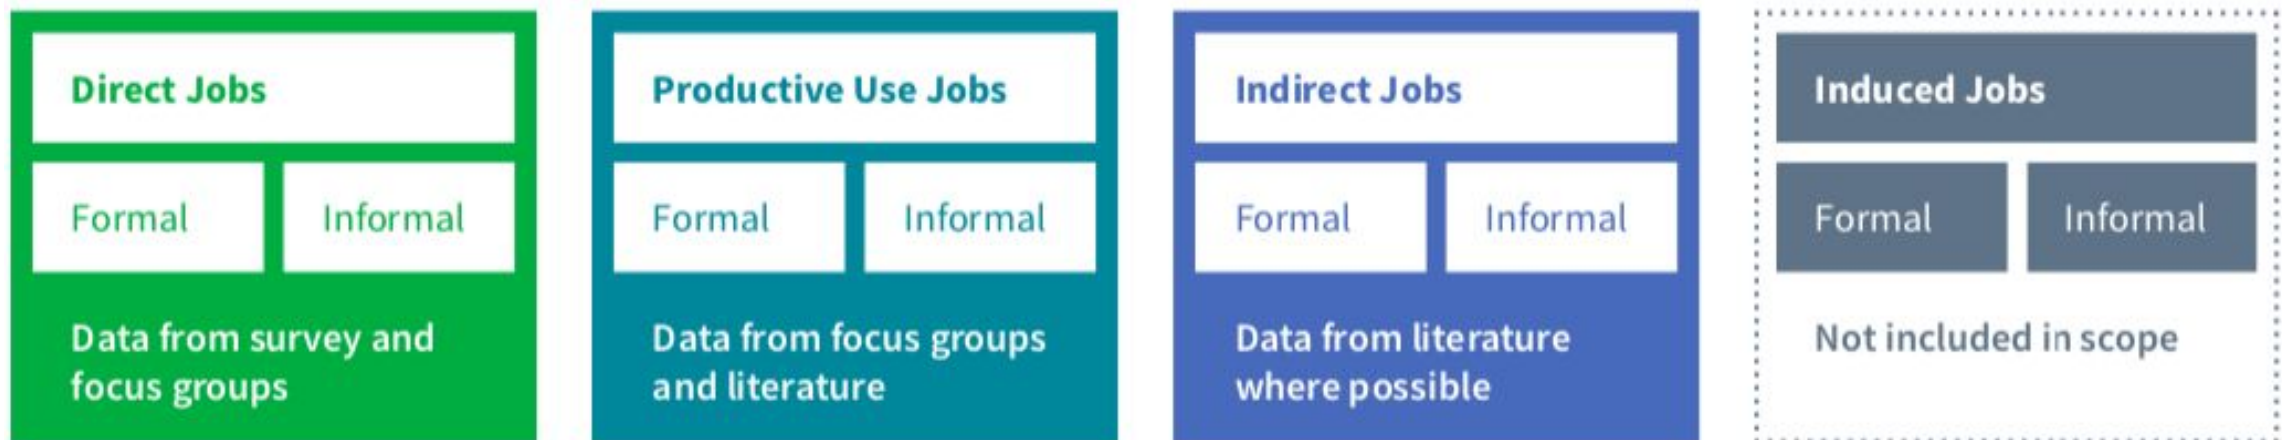 Direct Jobs
Formal
Informal
Data from survey and
focus groups
Productive Use Jobs
Formal
Informal
Data from focus groups
and literature
Indirect Jobs
Formal
Informal
Data from literature
where possible
Induced Jobs
Formal
Informal
Not included in scope